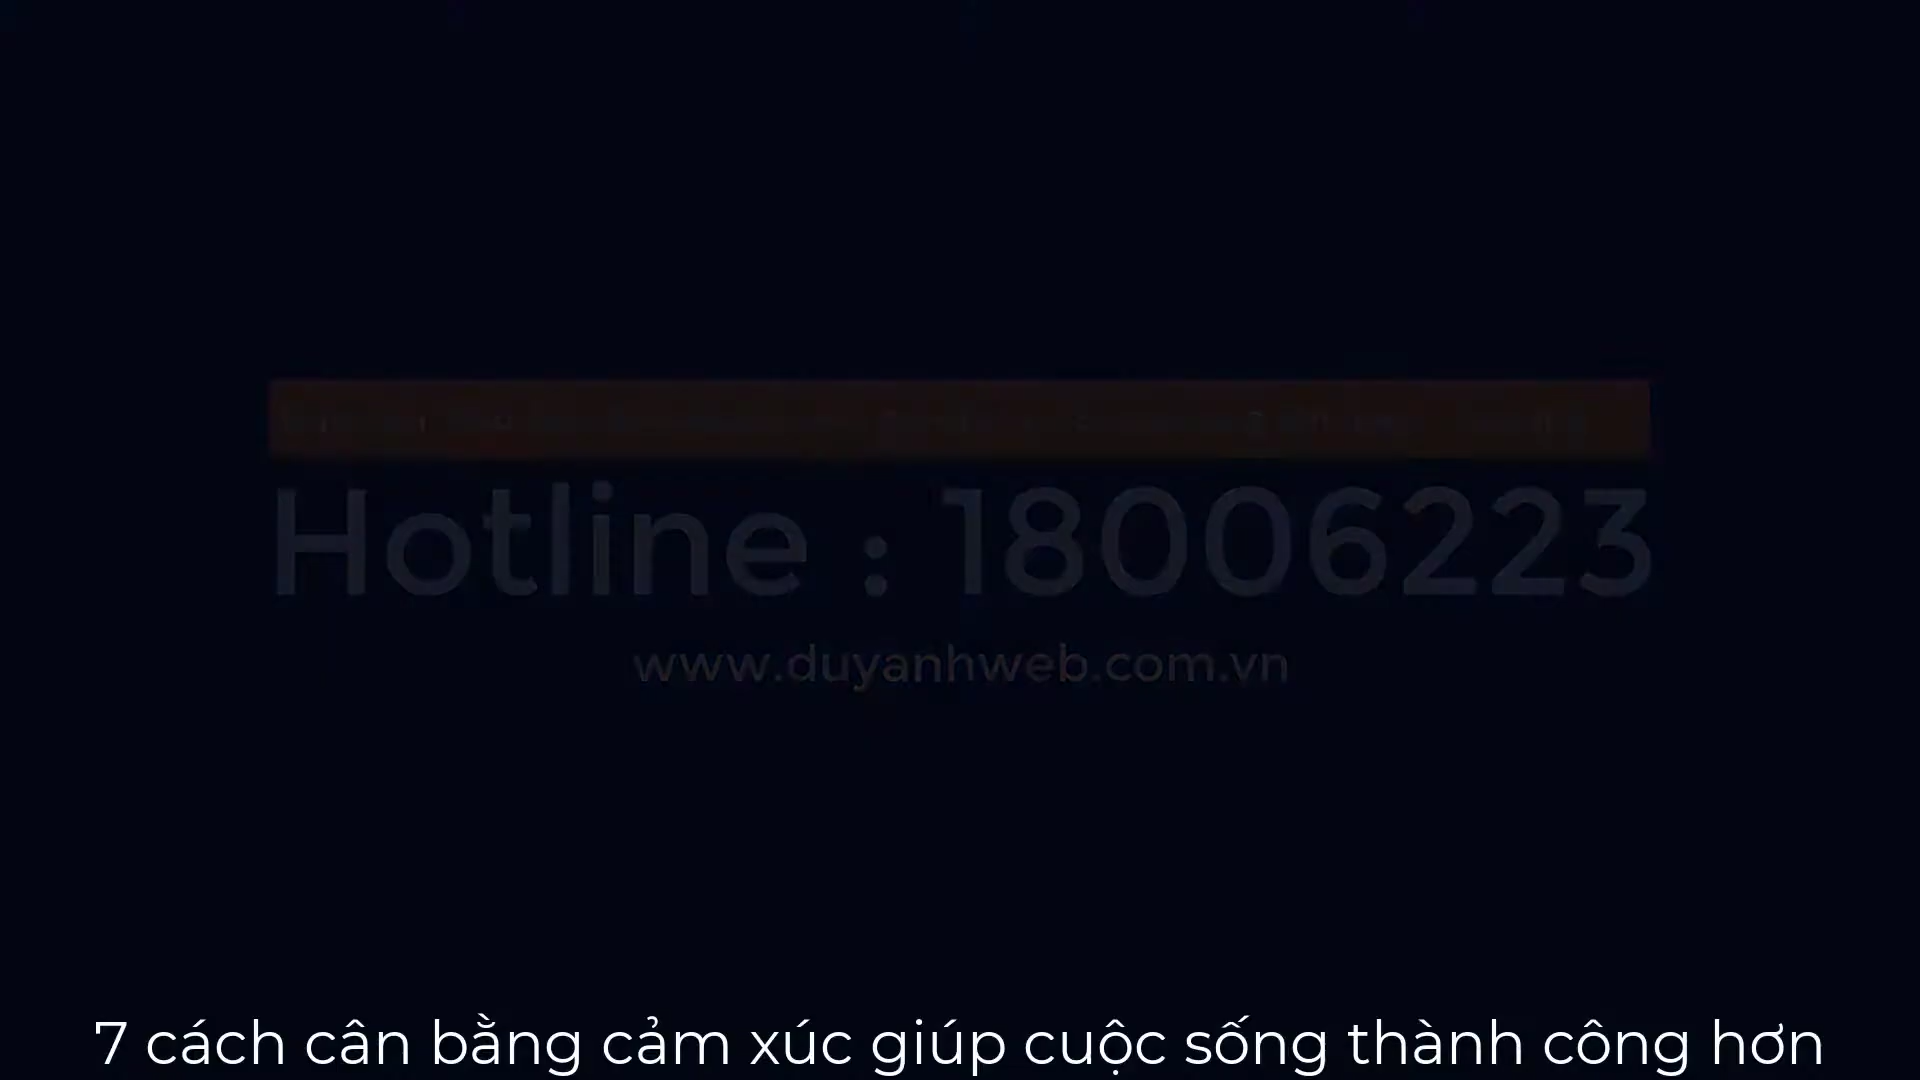 Hotline : 18006223
www.duyanhweb.com.vn
7 cách cân bằng cảm xúc giúp cuộc sống thành công hơn